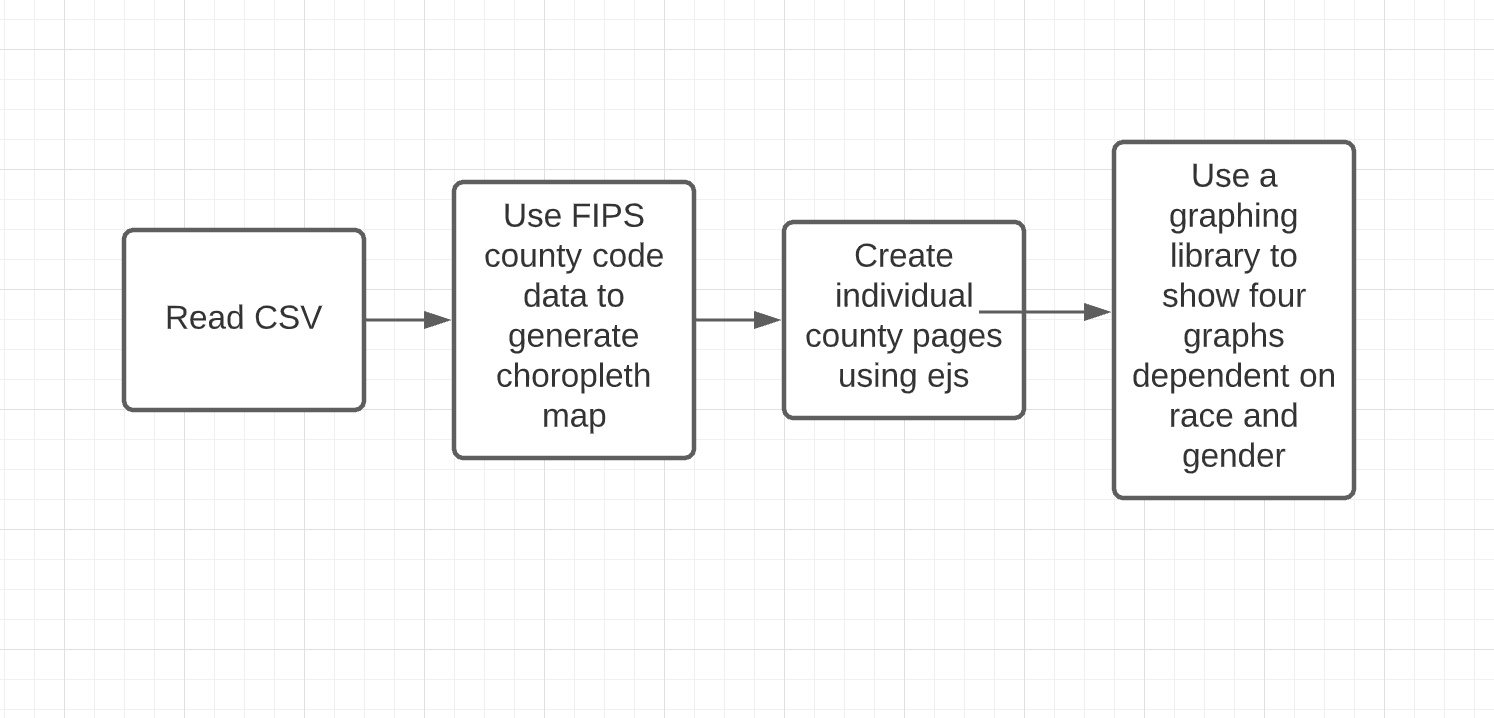 Read CSV
Use FIPS
county code
data to
generate
choropleth
map
Create
individual
county pages
using ejs
Use a
graphing
library to
show four
graphs
dependent on
race and
gender